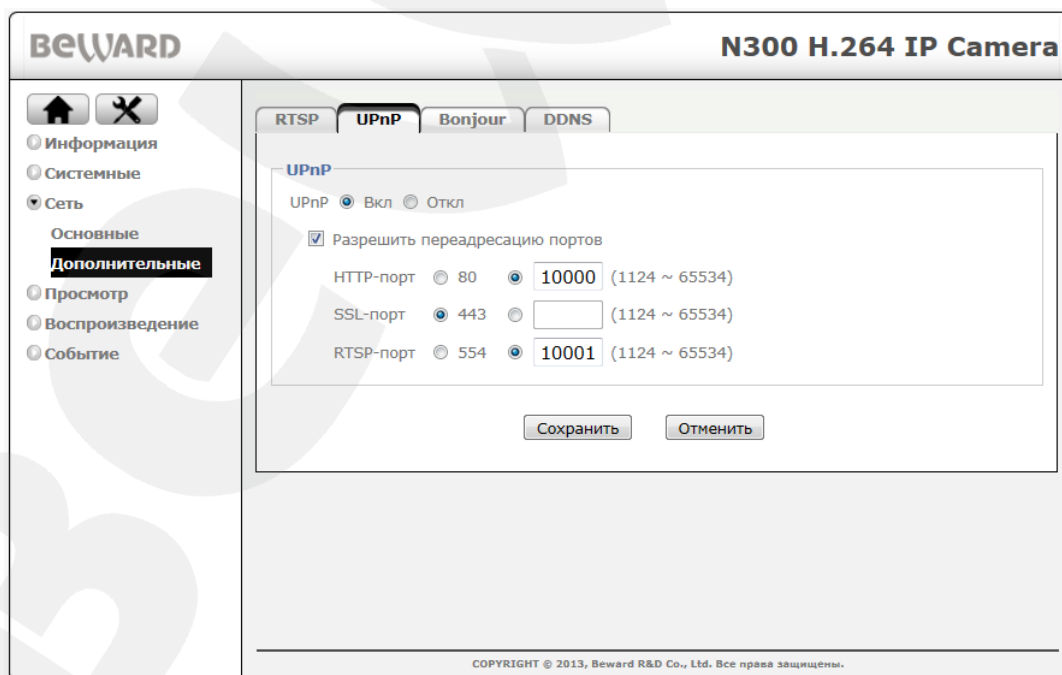 BEWARD
N300 H.264 IP Camera
Информация
Системные
Сеть
Основные
Дополнительные
Просмотр
Воспроизведение
Событие
RTSP UPnP Bonjour DDNS
UPnP
UPnP Вкл Откл
Разрешить переадресацию портов
HTTP-порт 80 10000 (1124 ~ 65534)
SSL-порт 443 (1124 ~ 65534)
RTSP-порт 554 10001 (1124 ~ 65534)
Сохранить Отменить
COPYRIGHT © 2013, Beward R&D Co., Ltd. Все права защищены.